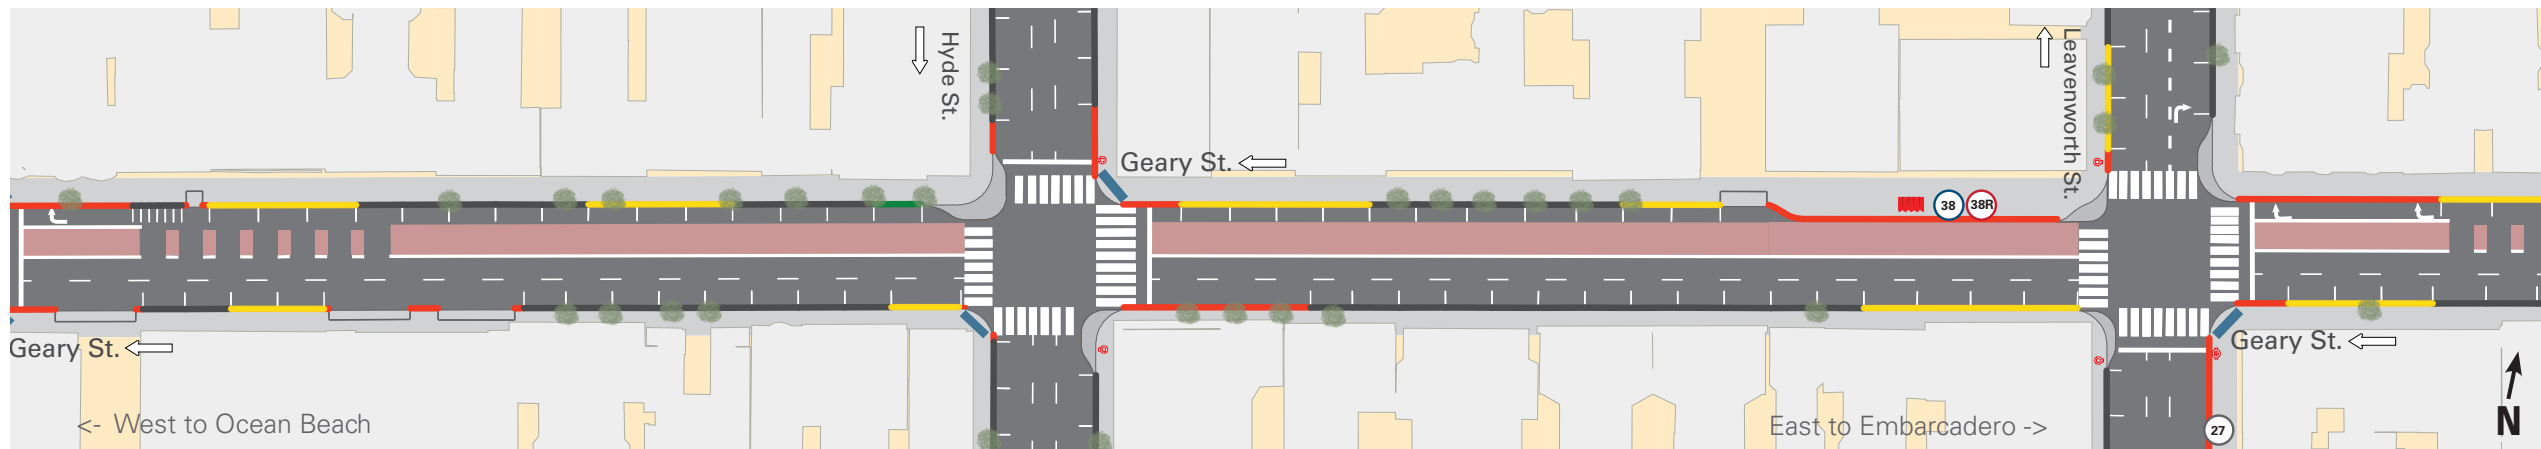 Hyde St.
Leavenworth St.
Geary St.
38
38R
Geary St.
Geary St.
<- West to Ocean Beach
East to Embarcadero ->
27
N